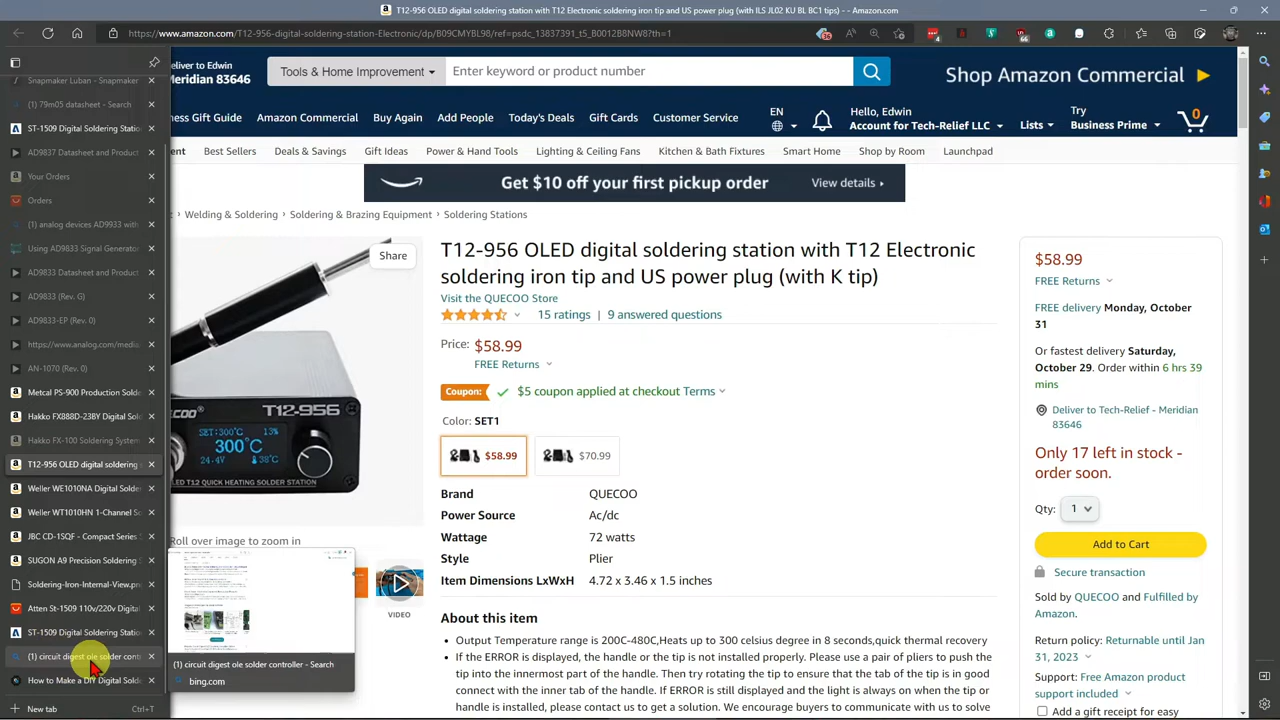 T12-956 OLED digital soldering station with T12 Electronic soldering iron tip and US power plug (with ILS JL02 KU BL BC1 tips) - - Amazon.com
https://www.amazon.com/T12-956-digital-soldering-station-Electronic/dp/B09CMYBL98/ref=psdc_13837391_t5_B0012B8NW8?th=1
Snapmaker Luban - Snapmaker
(1) 79m05 datasheet - Search
ST-1509 Digital Soldering Statio
AD9837 Datasheet and Product
Your Orders
Orders
(1) analog devices AD9933 with
Using AD9833 Signal Generator
AD9833 Datasheet and Product
AD9833 (Rev. G)
AD9833-EP (Rev. 0)
https://www.analog.com/media
AN-1070 (Rev. 0)
Metcal PS-900 Production Solde
Hakko FX888D-23BY Digital Sol
Hakko FX-100 Soldering System
T12-956 OLED digital soldering
Weller WE1010NA Digital Solde
Weller WT1010HN 1-Channel S
JBC CD-1SQF - Compact Series
SUGON A9 Precision Soldering
Soldering-Iron-Internal-View.pn
Atten St-1509 110v/220v Digital
ST-1509 Digital Soldering Statio
(1) circuit digest ole solder cont
How to Make a DIY Digital Solde
New tab
Ctrl+T
(1) circuit digest ole solder controller - Search
bing.com
eliver to Edwin
Meridian 83646
Tools & Home Improvement
Enter keyword or product number
Shop Amazon Commercial
ess Gift Guide
Amazon Commercial
Buy Again
Add People
Today's Deals
Gift Cards
Customer Service
EN
Hello, Edwin
Account for Tech-Relief LLC
Lists
Try
Business Prime
0
ent
Best Sellers
Deals & Savings
Gift Ideas
Power & Hand Tools
Lighting & Ceiling Fans
Kitchen & Bath Fixtures
Smart Home
Shop by Room
Launchpad
Get $10 off your first pickup order
View details
› Welding & Soldering › Soldering & Brazing Equipment › Soldering Stations
Share
T12-956
SET:300°C 13%
300°C
24.4V 38°C
QUICK HEATING SOLDER STATION
Roll over image to zoom in
VIDEO
T12-956 OLED digital soldering station with T12 Electronic
soldering iron tip and US power plug (with K tip)
Visit the QUECOO Store
15 ratings | 9 answered questions
Price: $58.99
FREE Returns
Coupon: $5 coupon applied at checkout Terms
Color: SET1
$58.99
$70.99
Brand QUECOO
Power Source Ac/dc
Wattage 72 watts
Style Plier
Item Dimensions LxWxH 4.72 x 5.46 x 1.5 inches
About this item
• Output Temperature range is 200C-480C,Heats up to 300 celsius degree in 8 seconds,quick thermal recovery
• If the ERROR is displayed, the handle or the tip is not installed properly. Please insert the tip into the
innermost part of the handle. Then try rotating the tip to ensure that the tab of the tip is in good
connect with the inner tab of the handle. If ERROR is still displayed and the light is always on when the tip or
handle is installed, please contact us to get a solution. We encourage buyers to communicate with us to solve
$58.99
FREE Returns
FREE delivery Monday, October
31
Or fastest delivery Saturday,
October 29. Order within 6 hrs 39
mins
Deliver to Tech-Relief - Meridian
83646
Only 17 left in stock -
order soon.
Qty: 1
Add to Cart
Secure transaction
Sold by QUECOO and Fulfilled by
Amazon.
Return policy: Returnable until Jan
31, 2023
Support: Free Amazon product
support included
Add a gift receipt for easy